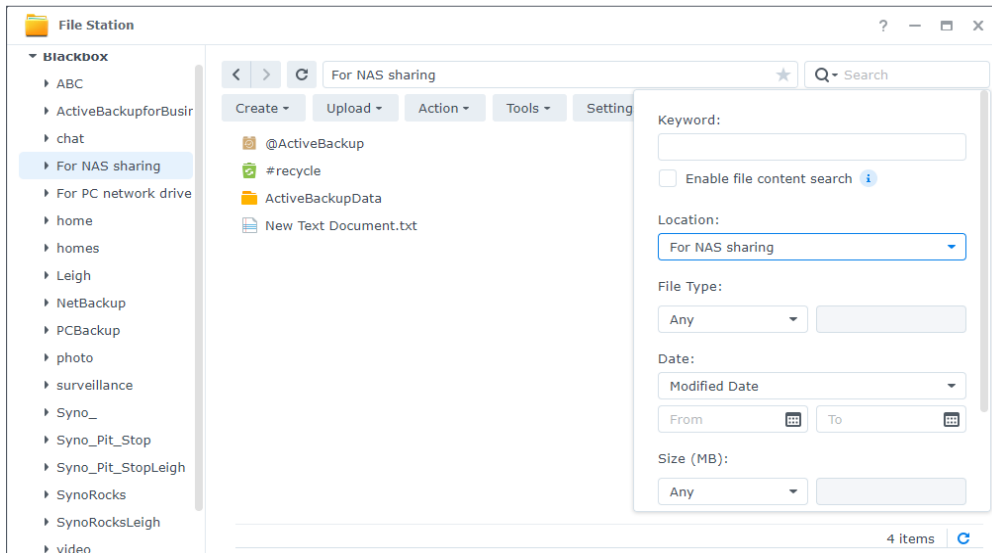 File Station
Blackbox
ABC
ActiveBackupforBusir
chat
For NAS sharing
For PC network drive
home
homes
Leigh
NetBackup
PCBackup
photo
surveillance
Syno_
Syno_Pit_Stop
Syno_Pit_StopLeigh
SynoRocks
SynoRocksLeigh
video
For NAS sharing
Search
Create
Upload
Action
Tools
Setting
@ActiveBackup
#recycle
ActiveBackupData
New Text Document.txt
Keyword:
Enable file content search
Location:
For NAS sharing
File Type:
Any
Date:
Modified Date
From To
Size (MB):
Any
4 items